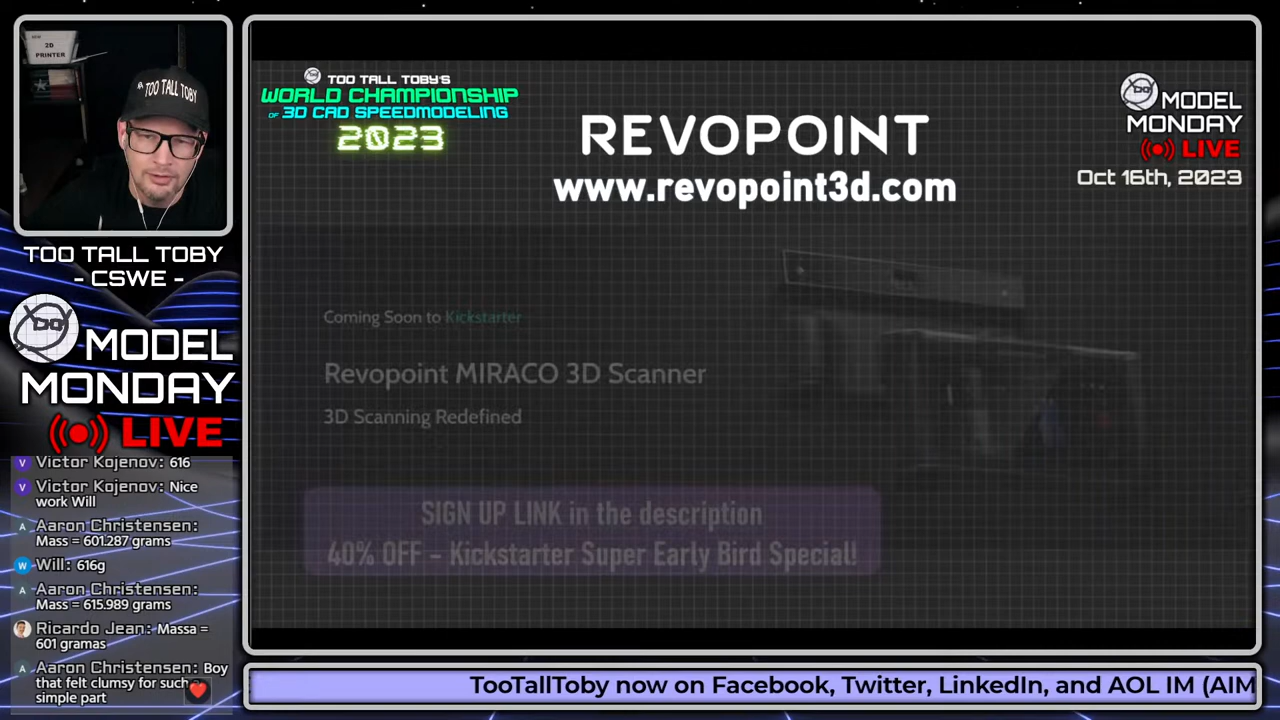 2D
PRINTER
TOO TALL TOBY
TOO TALL TOBY
- CSWE -
MODEL
MONDAY
LIVE
Victor Kojenov: 616
Victor Kojenov: Nice
work Will
Aaron Christensen:
Mass = 601.287 grams
Will: 616g
Aaron Christensen:
Mass = 615.989 grams
Ricardo Jean: Massa =
601 gramas
Aaron Christensen: Boy
that felt clumsy for such a
simple part
TOO TALL TOBY'S
WORLD CHAMPIONSHIP
OF 3D CAD SPEEDMODELING
2023
REVOPOINT
www.revopoint3d.com
MODEL
MONDAY
LIVE
Oct 16th, 2023
Coming Soon to Kickstarter
Revopoint MIRACO 3D Scanner
3D Scanning Redefined
SIGN UP LINK in the description
40% OFF - Kickstarter Super Early Bird Special!
TooTallToby now on Facebook, Twitter, LinkedIn, and AOL IM (AIM